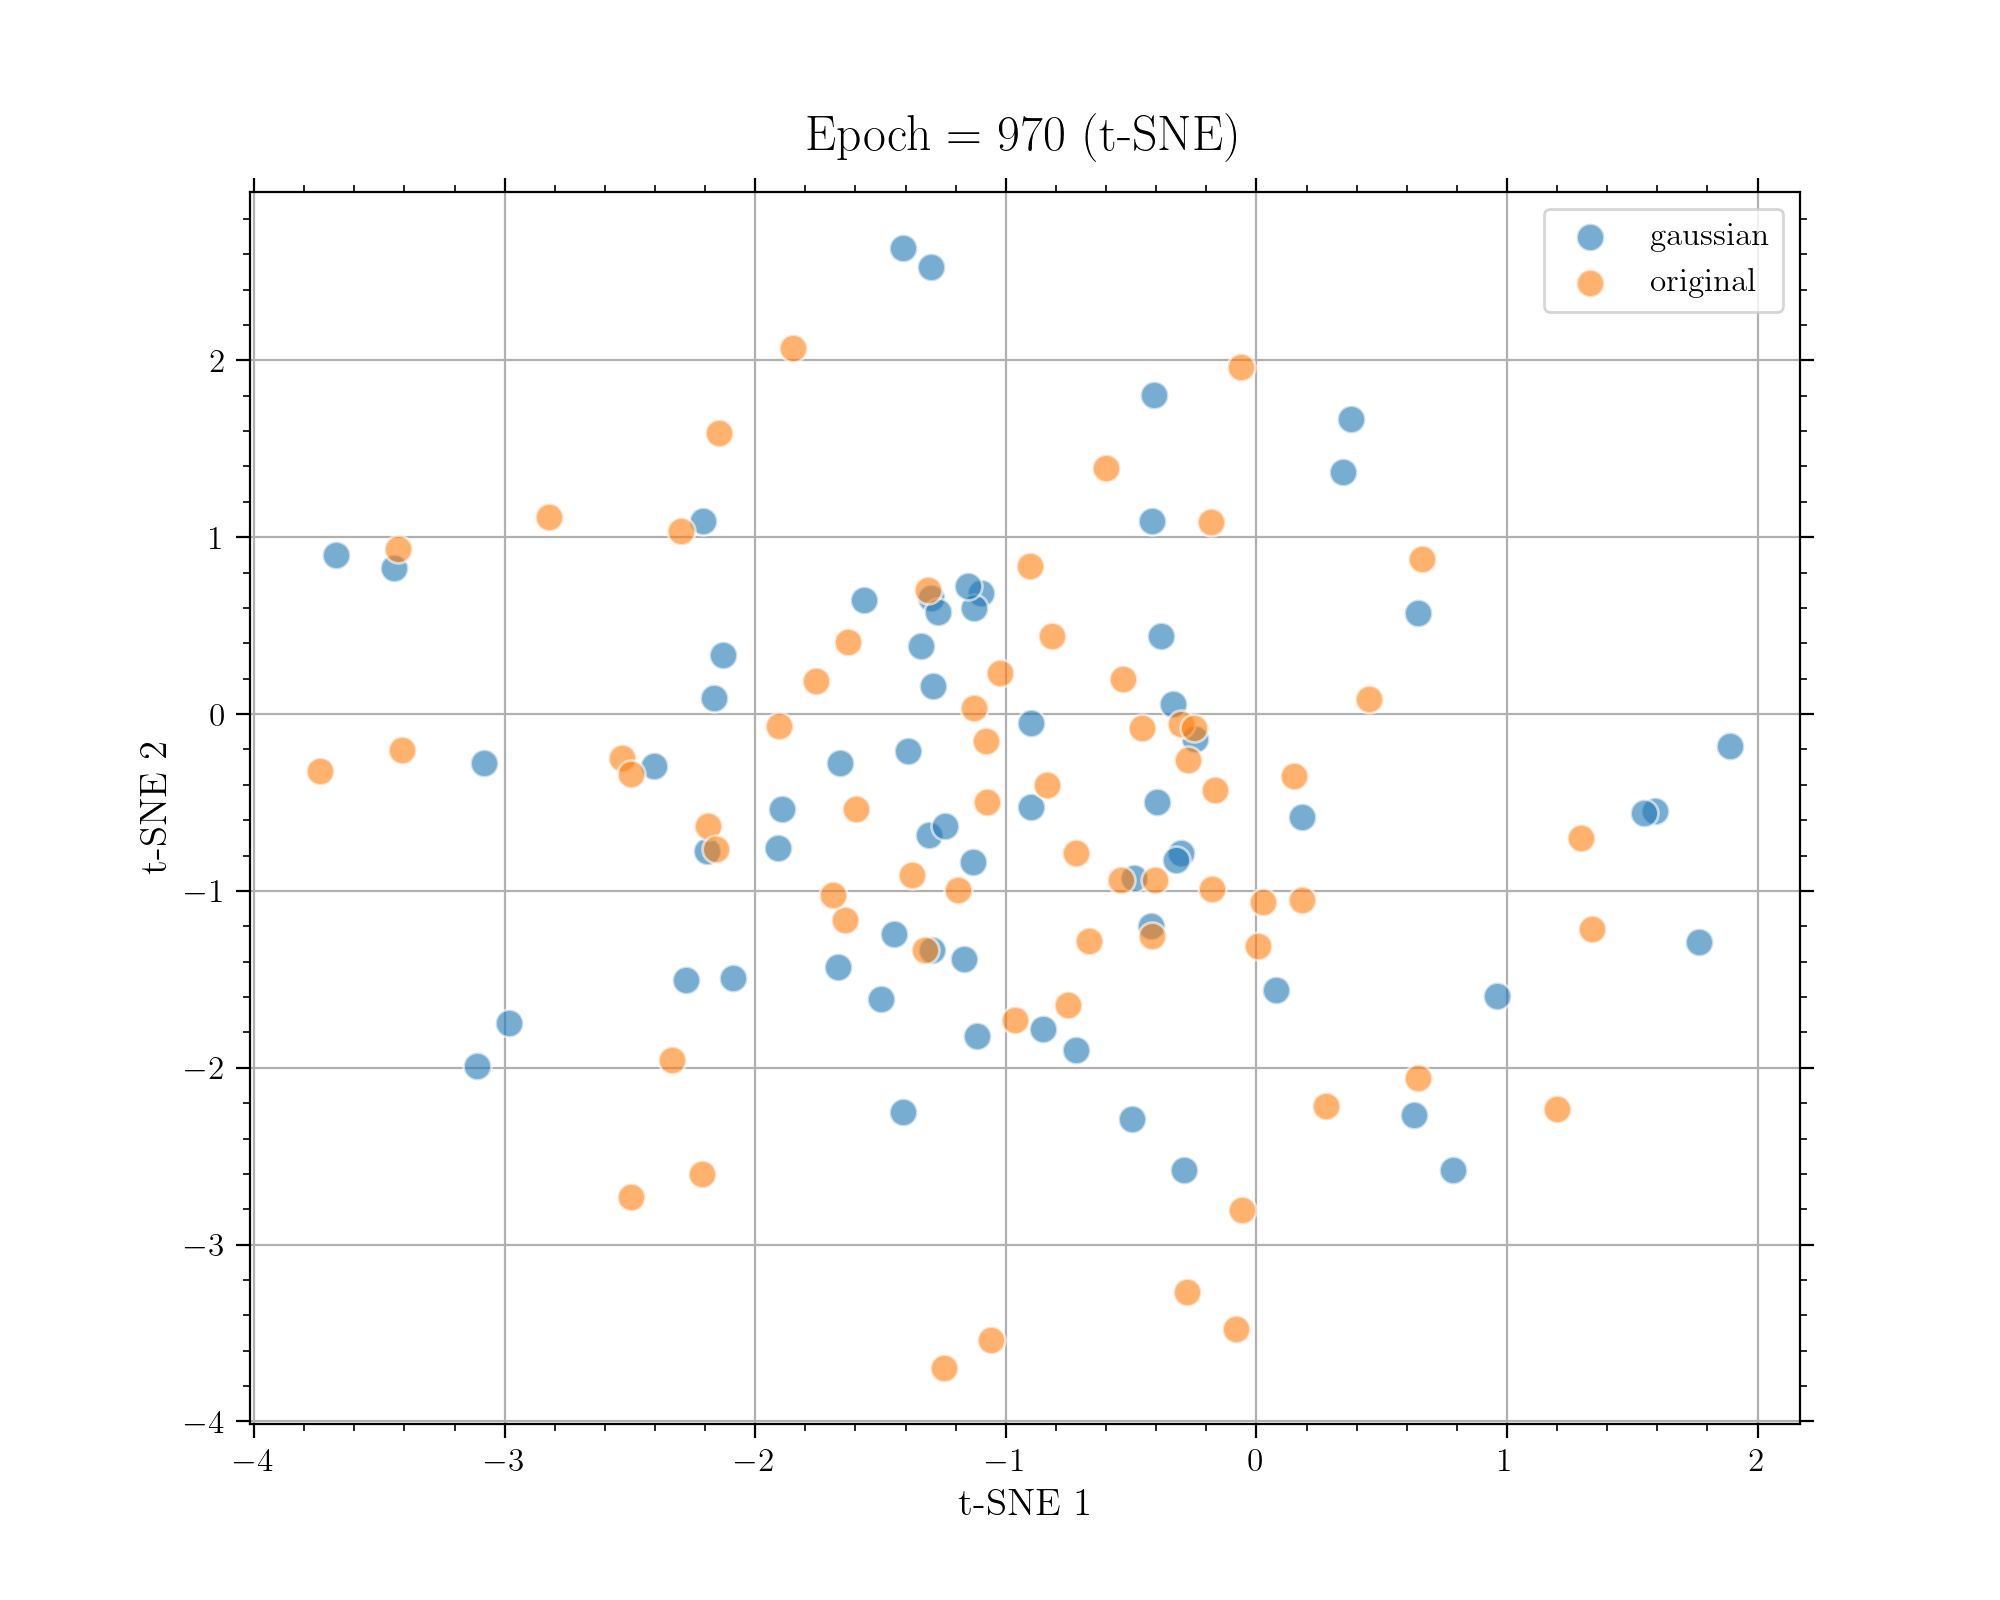 Epoch = 970 (t-SNE)
gaussian
original
2
1
0
−1
−2
−3
−4
t-SNE 2
−4 −3 −2 −1 0 1 2
t-SNE 1